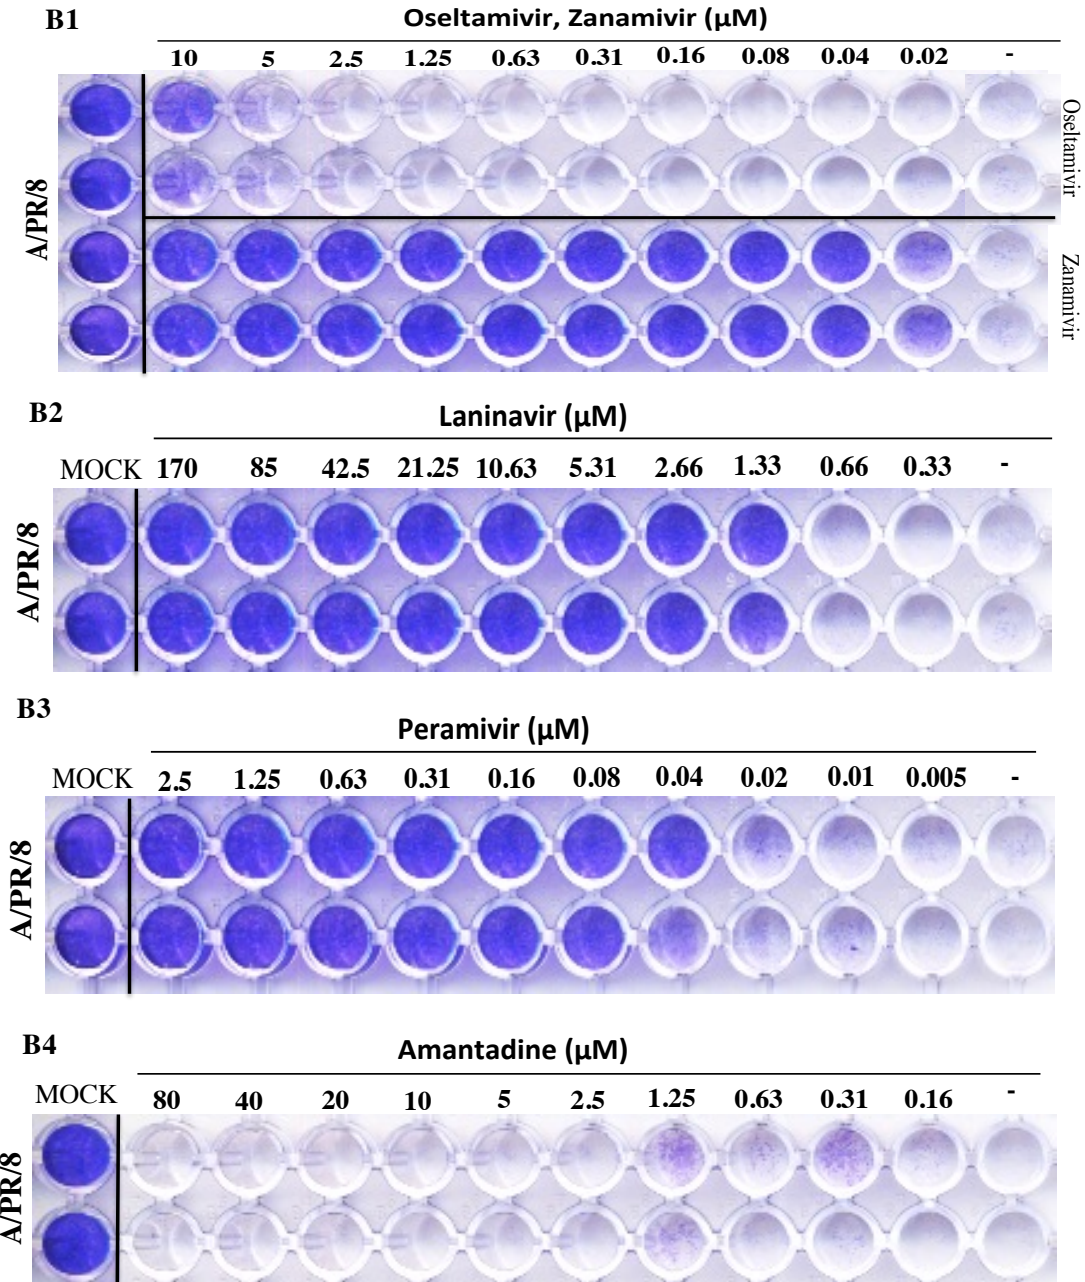 B1
Oseltamivir, Zanamivir (µM)
10 5 2.5 1.25 0.63 0.31 0.16 0.08 0.04 0.02 -
A/PR/8
Oseltamivir
Zanamivir
B2
Laninavir (µM)
MOCK 170 85 42.5 21.25 10.63 5.31 2.66 1.33 0.66 0.33 -
A/PR/8
B3
Peramivir (µM)
MOCK 2.5 1.25 0.63 0.31 0.16 0.08 0.04 0.02 0.01 0.005 -
A/PR/8
B4
Amantadine (µM)
MOCK 80 40 20 10 5 2.5 1.25 0.63 0.31 0.16 -
A/PR/8